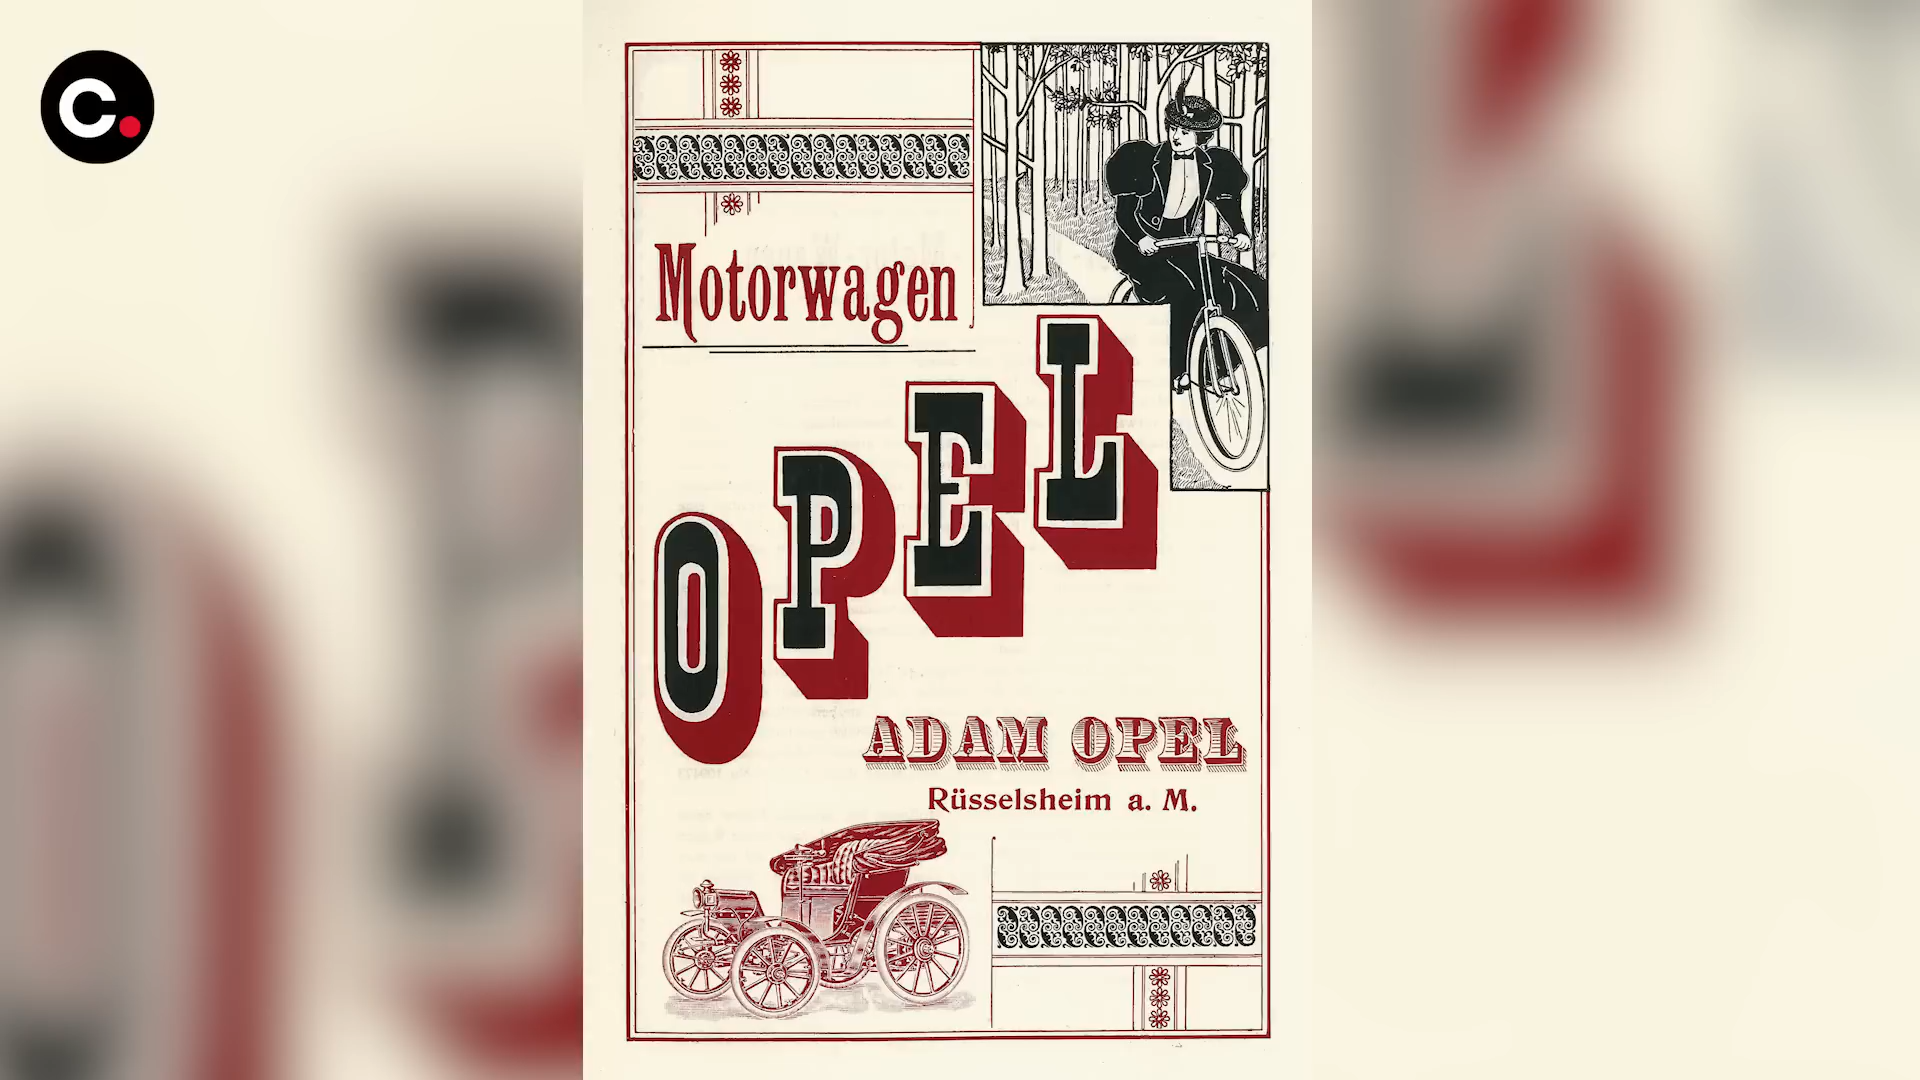 C.
Motorwagen
OPEL
ADAM OPEL
Rüsselsheim a. M.